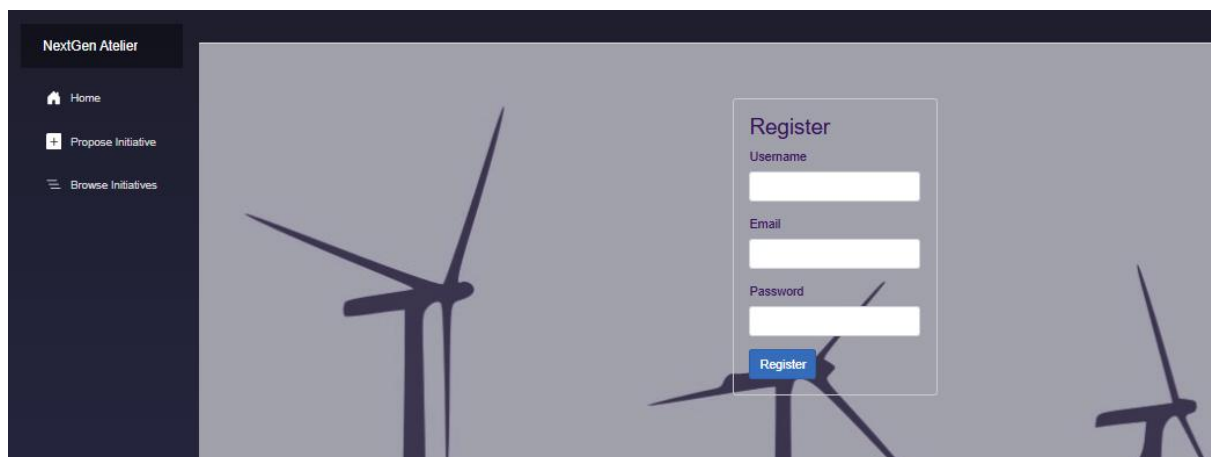 NextGen Atelier
Home
Propose Initiative
Browse Initiatives
Register
Username
Email
Password
Register